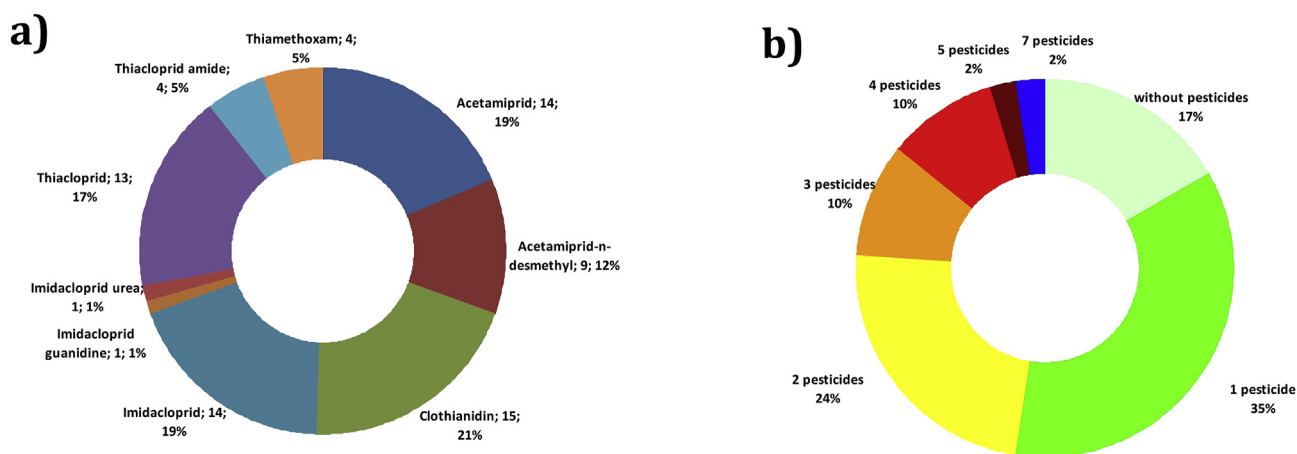 a)
Thiamethoxam; 4;
5%
Acetamiprid; 14;
19%
Acetamiprid-n-
desmethyl; 9; 12%
Clothianidin; 15;
21%
Imidacloprid; 14;
19%
Imidacloprid
guanidine; 1; 1%
Imidacloprid urea;
1; 1%
Thiacloprid; 13;
17%
Thiacloprid amide;
4; 5%
b)
7 pesticides
2%
without pesticides
17%
1 pesticide
35%
2 pesticides
24%
3 pesticides
10%
4 pesticides
10%
5 pesticides
2%